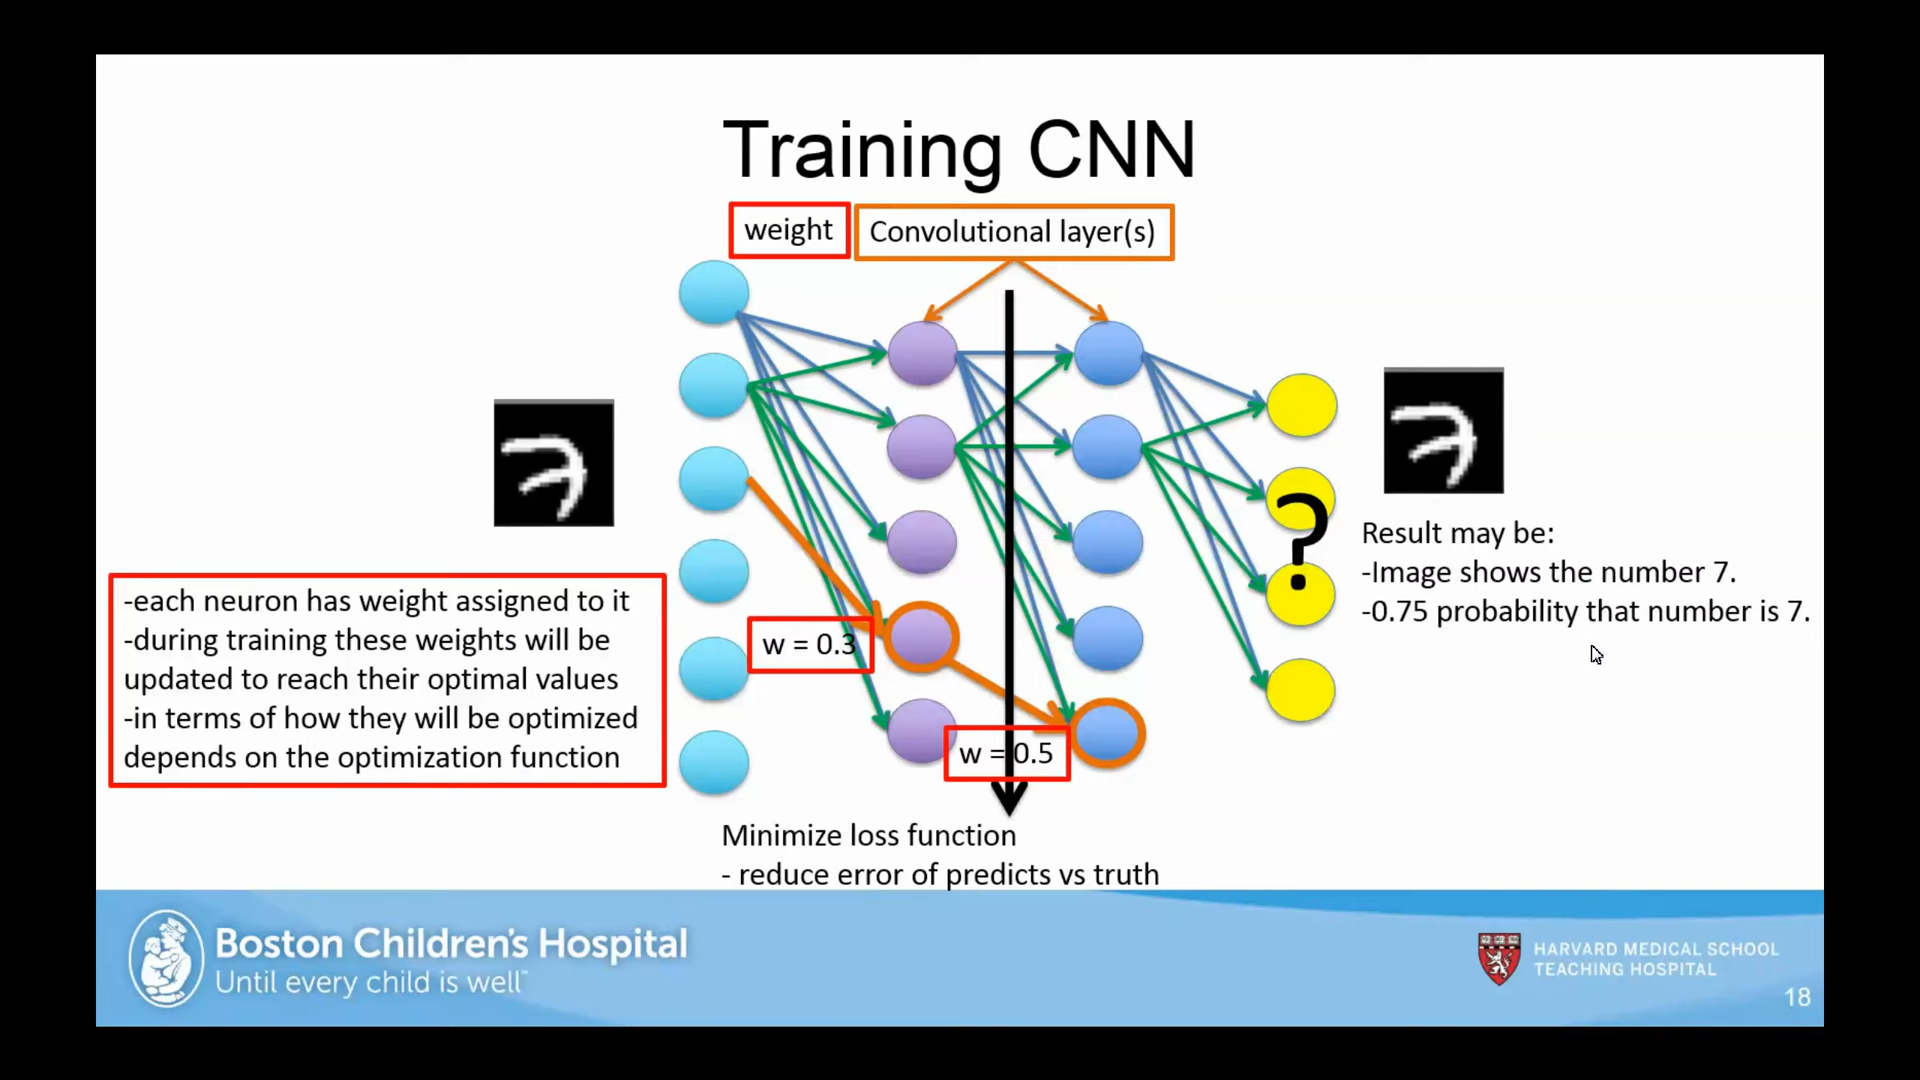 Training CNN
weight
Convolutional layer(s)
-each neuron has weight assigned to it
-during training these weights will be
updated to reach their optimal values
-in terms of how they will be optimized
depends on the optimization function
w = 0.3
w = 0.5
?
Result may be:
-Image shows the number 7.
-0.75 probability that number is 7.
Minimize loss function
- reduce error of predicts vs truth
Boston Children's Hospital
Until every child is well™
HARVARD MEDICAL SCHOOL
TEACHING HOSPITAL
18